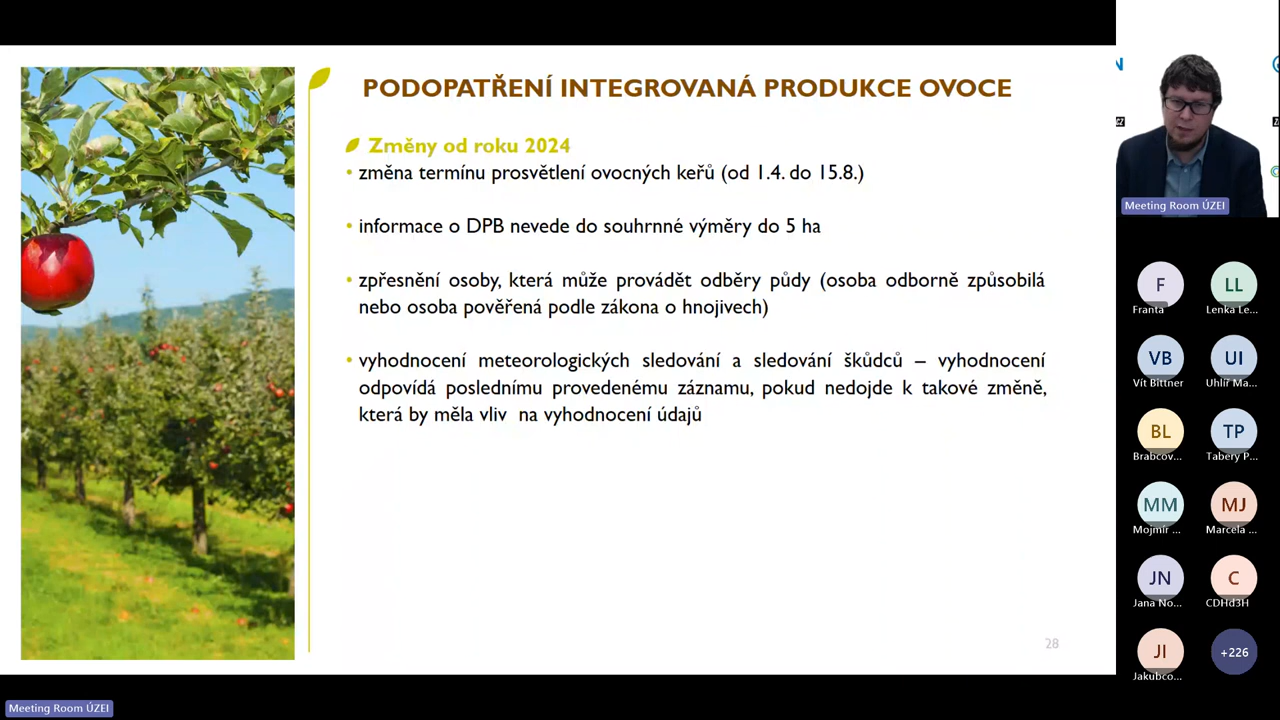 PODOPATŘENÍ INTEGROVANÁ PRODUKCE OVOCE
Změny od roku 2024
• změna termínu prosvětlení ovocných keřů (od 1.4. do 15.8.)
• informace o DPB nevede do souhrnné výměry do 5 ha
• zpřesnění osoby, která může provádět odběry půdy (osoba odborně způsobilá
nebo osoba pověřená podle zákona o hnojivech)
• vyhodnocení meteorologických sledování a sledování škůdců – vyhodnocení
odpovídá poslednímu provedenému záznamu, pokud nedojde k takové změně,
která by měla vliv na vyhodnocení údajů
28
Meeting Room ÚZEI
F
Franta
LL
Lenka Le...
VB
Vít Bittner
UI
Uhlíř Ma...
BL
Brabcov...
TP
Tabery P...
MM
Mojmír ...
MJ
Marcela ...
JN
Jana No...
C
CDHd3H
JI
Jakubco...
+226
Meeting Room ÚZEI